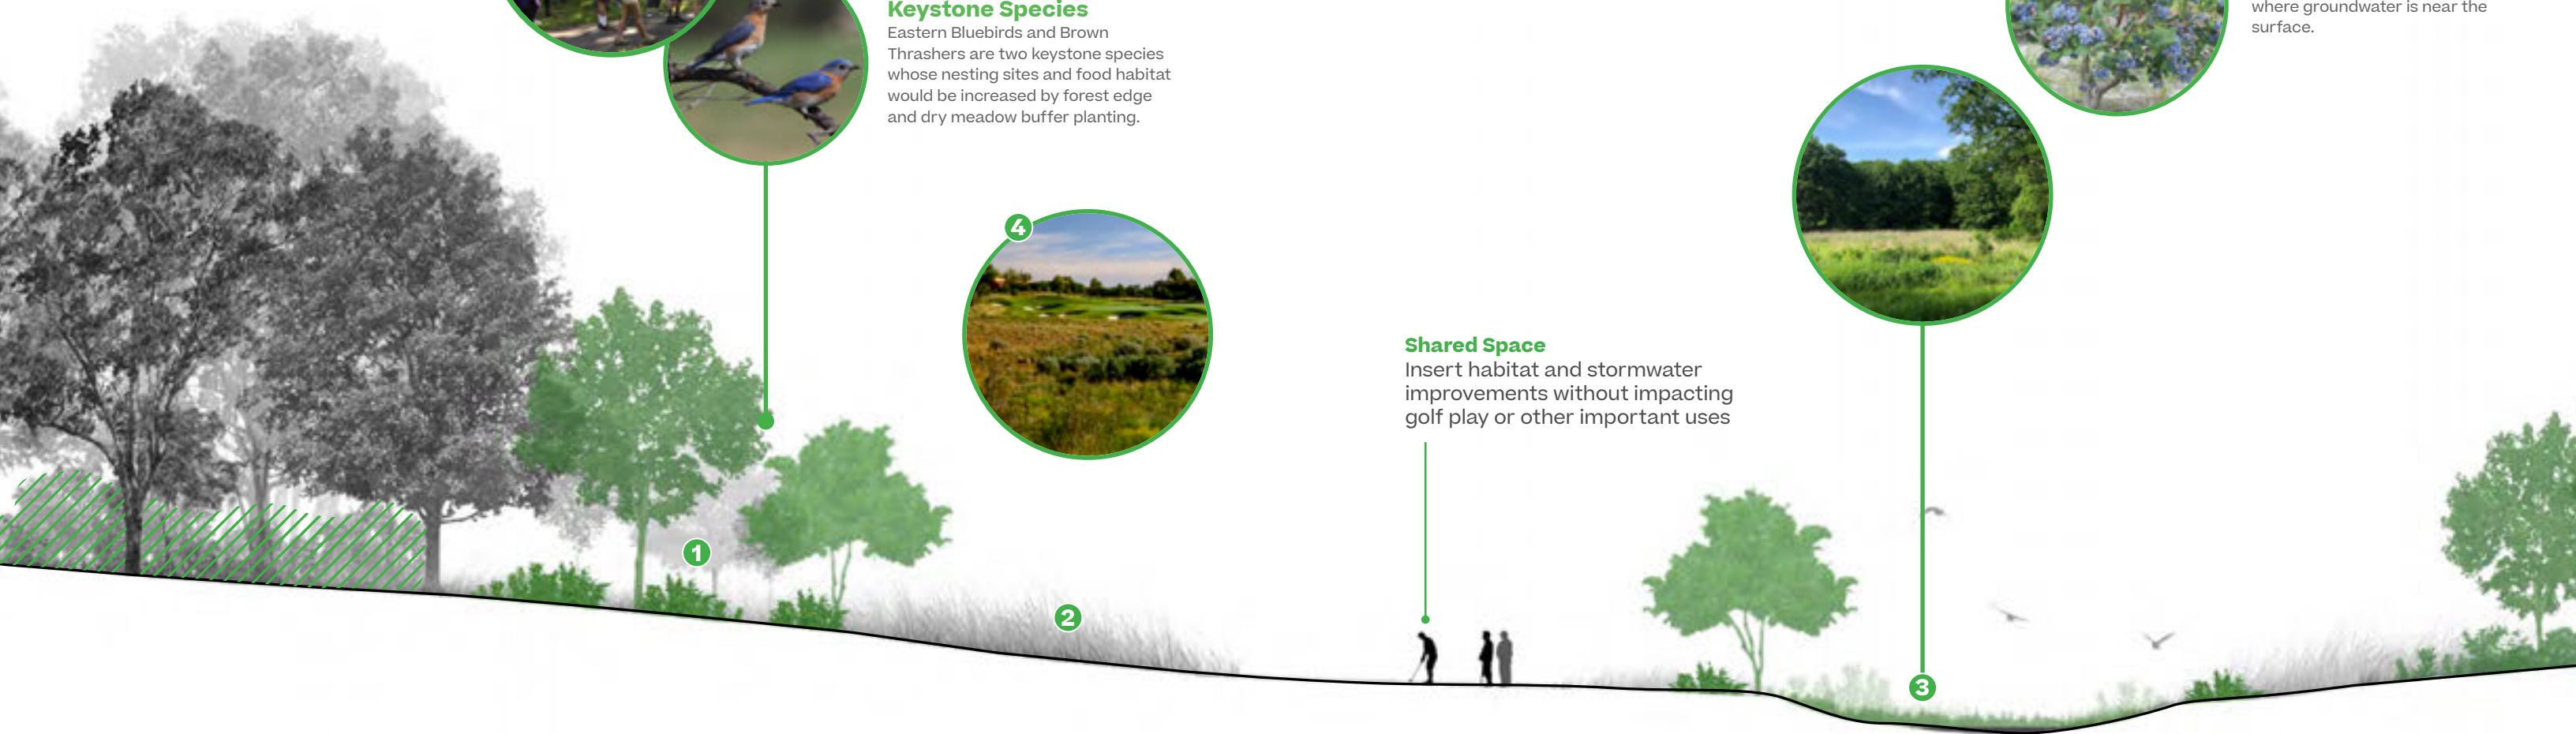 Keystone Species
Eastern Bluebirds and Brown
Thrashers are two keystone species
whose nesting sites and food habitat
would be increased by forest edge
and dry meadow buffer planting.
where groundwater is near the
surface.
4
Shared Space
Insert habitat and stormwater
improvements without impacting
golf play or other important uses
1
2
3